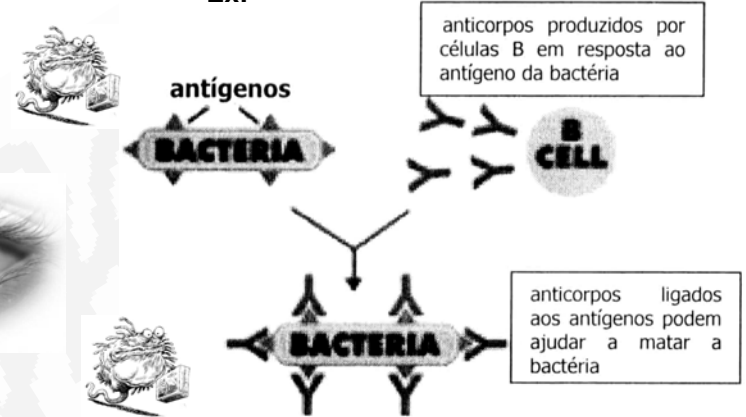 Ex.
anticorpos produzidos por
células B em resposta ao
antígeno da bactéria
antígenos
BACTERIA
B
CELL
BACTERIA
anticorpos ligados
aos antígenos podem
ajudar a matar a
bactéria